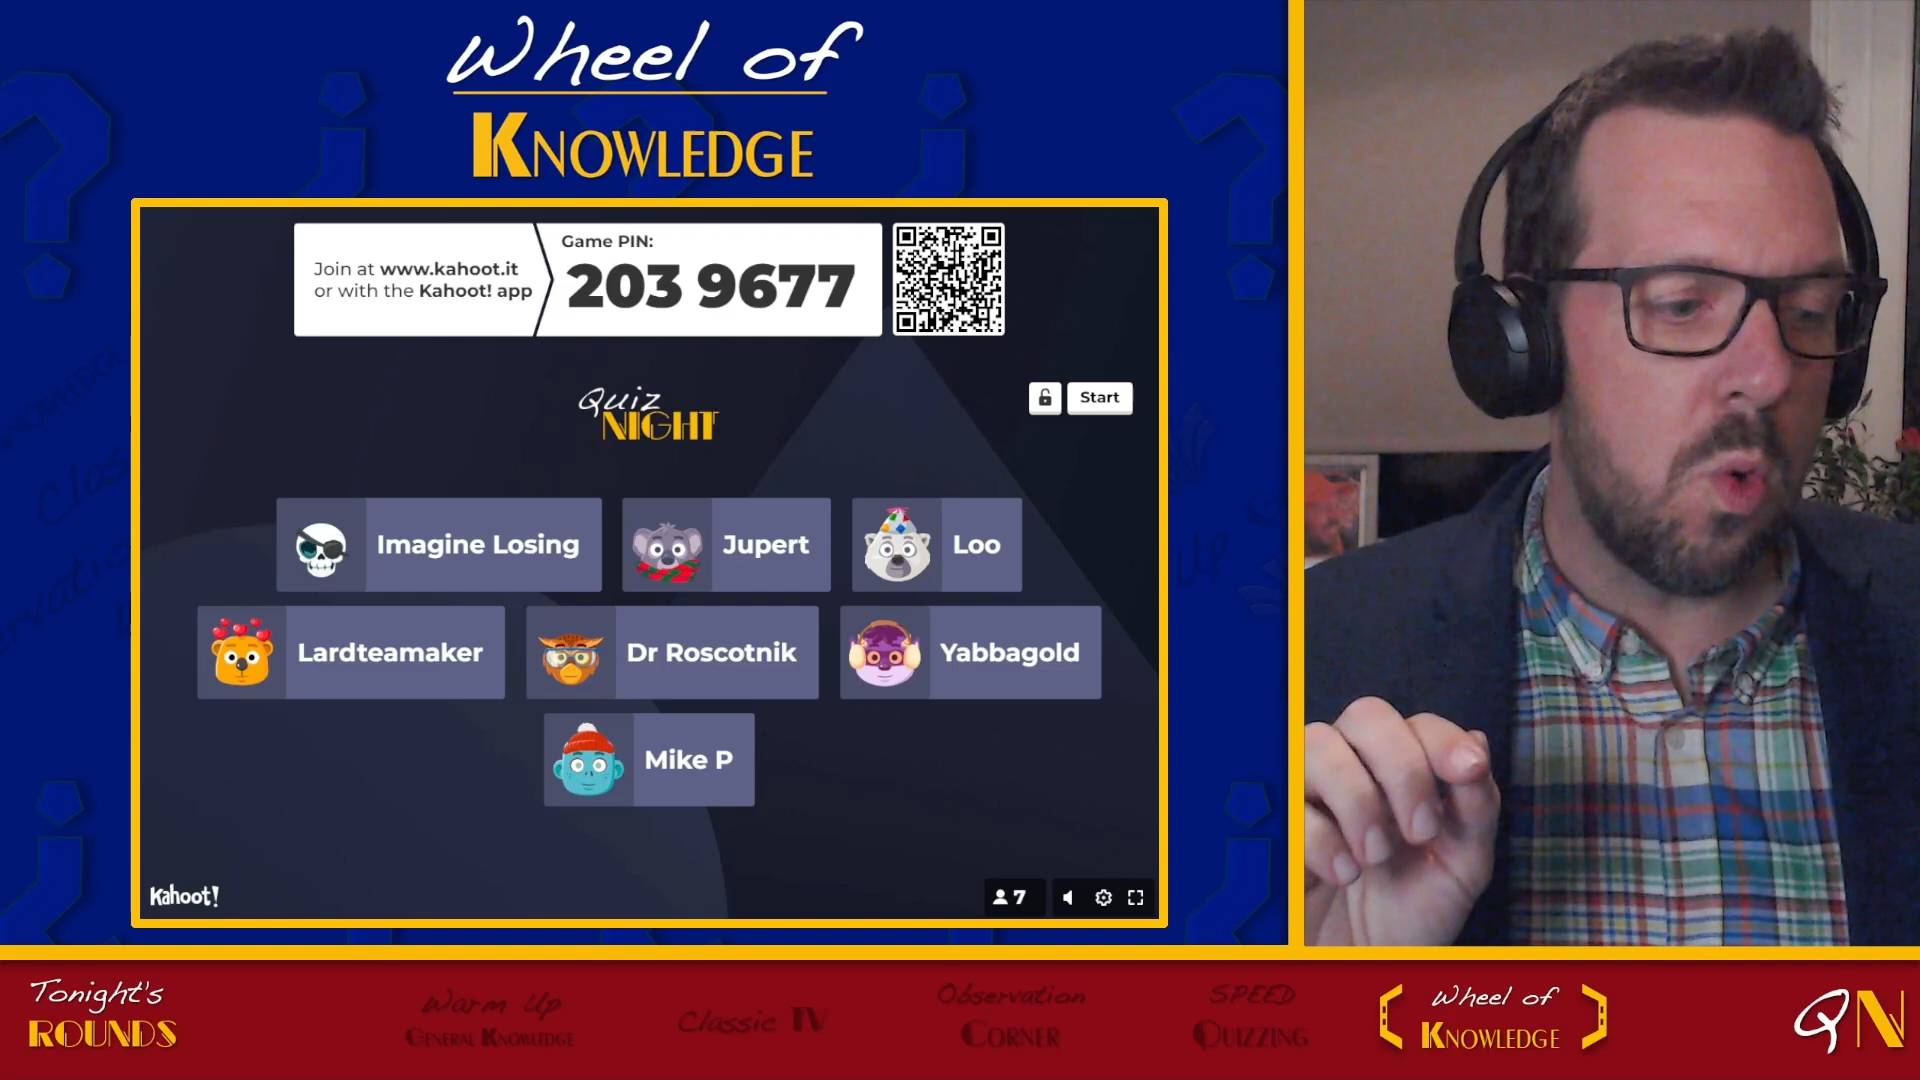 Wheel of
KNOWLEDGE
Join at www.kahoot.it
or with the Kahoot! app
Game PIN:
203 9677
Quiz
NIGHT
Start
Imagine Losing
Jupert
Loo
Lardteamaker
Dr Roscotnik
Yabbagold
Mike P
Kahoot!
7
Tonight's
ROUNDS
Warm Up
GENERAL KNOWLEDGE
Classic TV
Observation
CORNER
SPEED
QUIZZING
Wheel of
KNOWLEDGE
QN